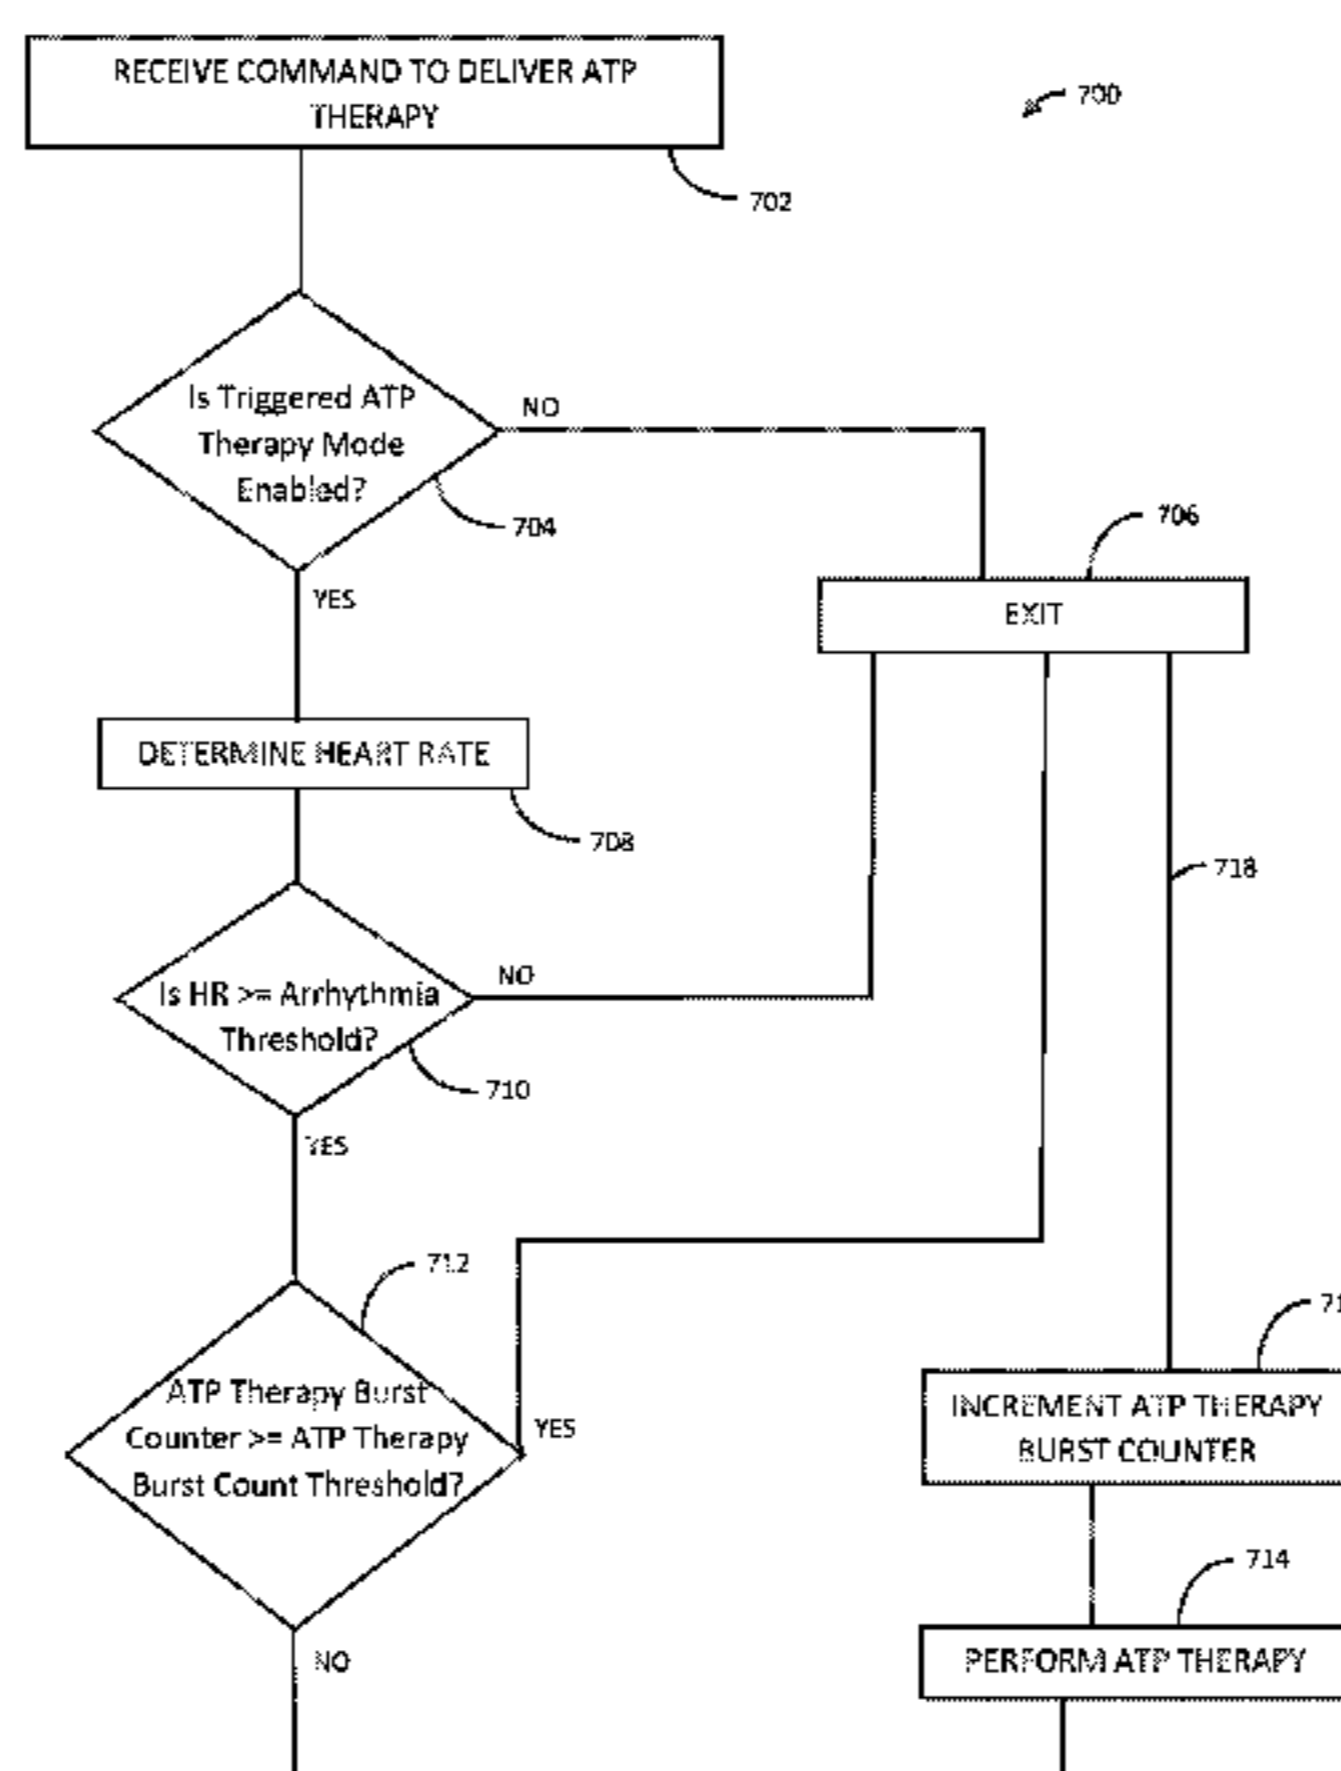 RECEIVE COMMAND TO DELIVER ATP
THERAPY
700
702
Is Triggered ATP
Therapy Mode
Enabled?
NO
704
706
YES
EXIT
DETERMINE HEART RATE
708
718
NO
Is HR >= Arrhythmia
Threshold?
710
YES
712
71
ATP Therapy Burst
Counter >= ATP Therapy
Burst Count Threshold?
YES
INCREMENT ATP THERAPY
BURST COUNTER
714
PERFORM ATP THERAPY
NO